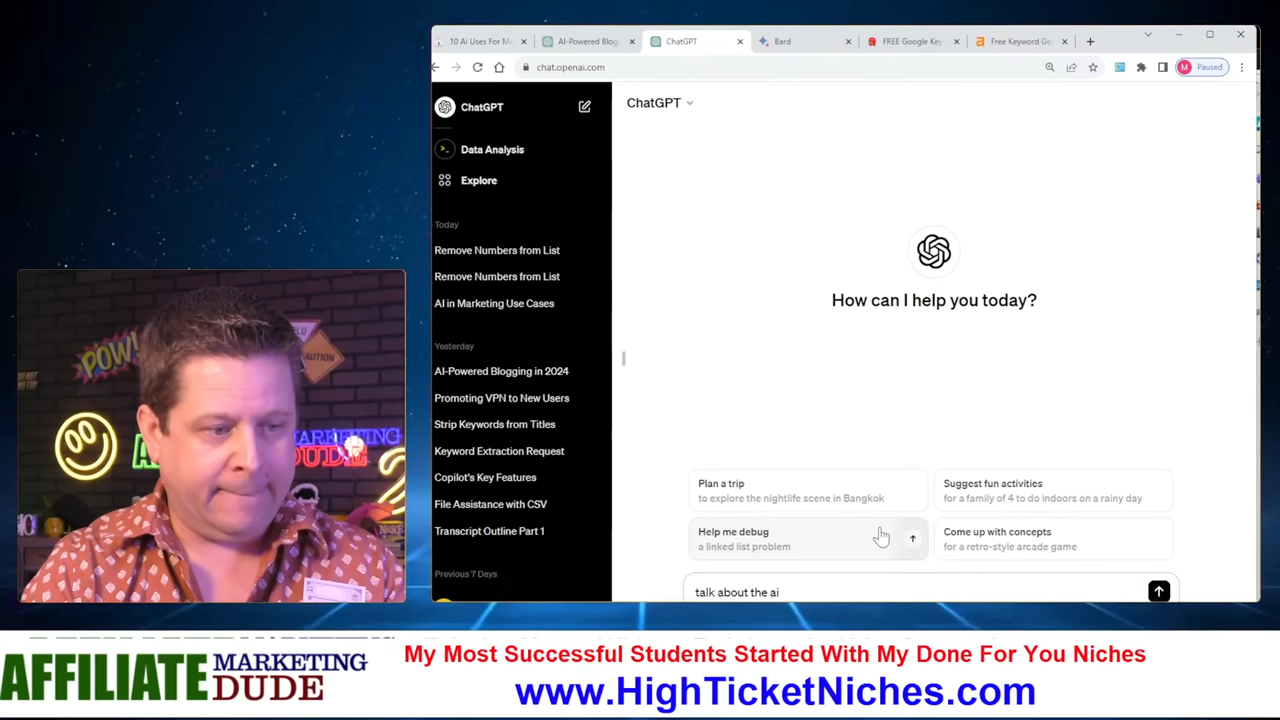 10 Ai Uses For Ma
AI-Powered Blog
ChatGPT
Bard
FREE Google Key
Free Keyword Ge
chat.openai.com
M
Paused
ChatGPT
Data Analysis
Explore
Today
Remove Numbers from List
Remove Numbers from List
AI in Marketing Use Cases
Yesterday
AI-Powered Blogging in 2024
Promoting VPN to New Users
Strip Keywords from Titles
Keyword Extraction Request
Copilot's Key Features
File Assistance with CSV
Transcript Outline Part 1
Previous 7 Days
ChatGPT
How can I help you today?
Plan a trip
to explore the nightlife scene in Bangkok
Suggest fun activities
for a family of 4 to do indoors on a rainy day
Help me debug
a linked list problem
Come up with concepts
for a retro-style arcade game
talk about the ai
POW!
CAUTION
MARKETING
DUDE
AFFILIATE
MARKETING
DUDE
My Most Successful Students Started With My Done For You Niches
www.HighTicketNiches.com